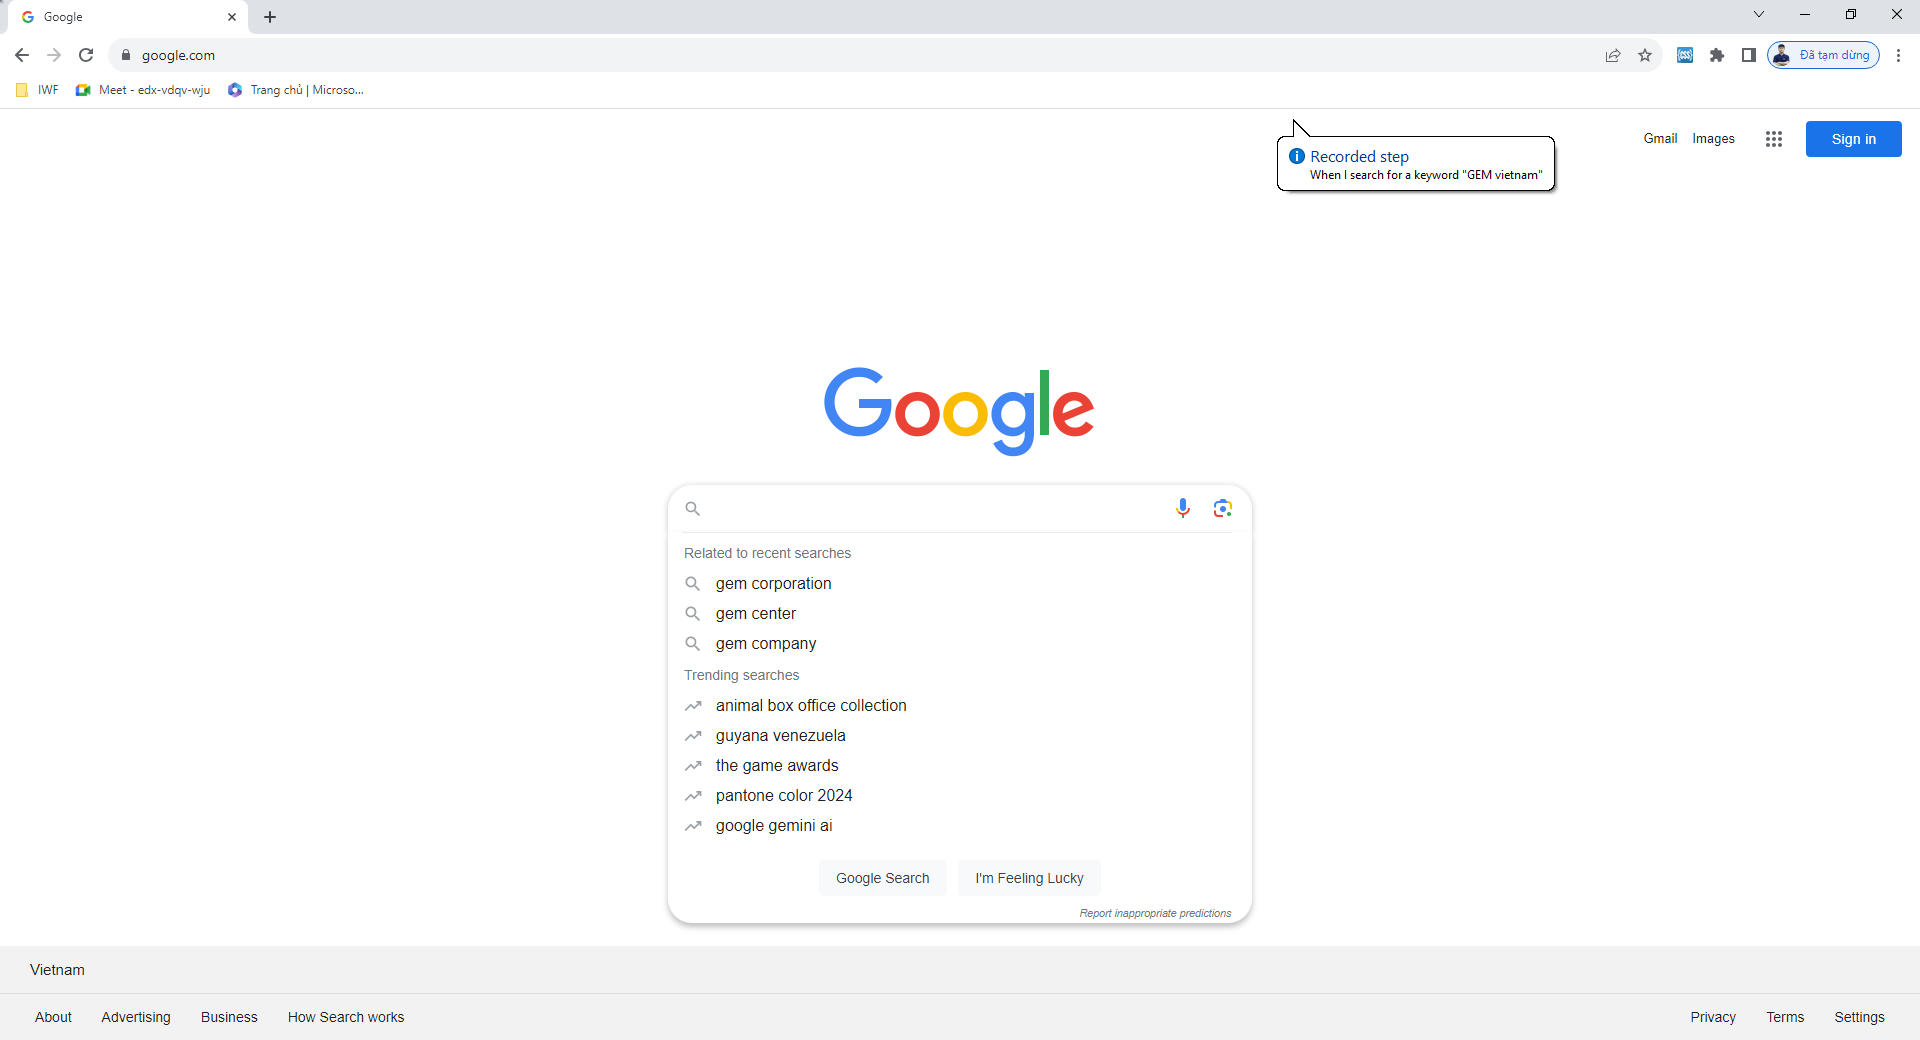 Google
google.com
Đã tạm dừng
IWF
Meet - edx-vdqv-wju
Trang chủ | Microso...
Gmail
Images
Sign in
Recorded step
When I search for a keyword "GEM vietnam"
Google
Related to recent searches
gem corporation
gem center
gem company
Trending searches
animal box office collection
guyana venezuela
the game awards
pantone color 2024
google gemini ai
Google Search
I'm Feeling Lucky
Report inappropriate predictions
Vietnam
About
Advertising
Business
How Search works
Privacy
Terms
Settings